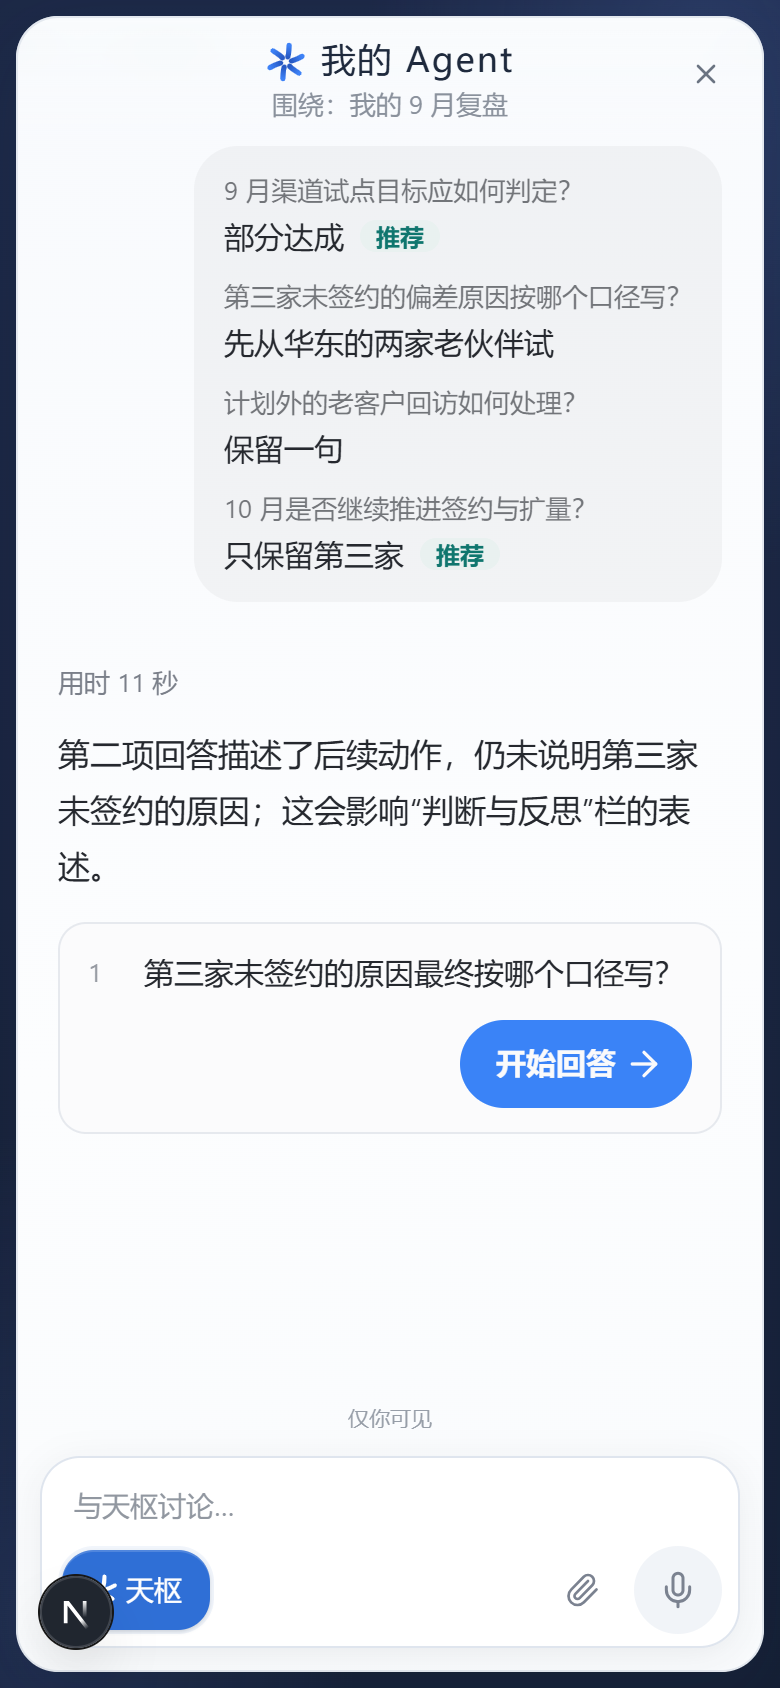 我的 Agent
围绕：我的 9 月复盘
9 月渠道试点目标应如何判定？
部分达成 推荐
第三家未签约的偏差原因按哪个口径写？
先从华东的两家老伙伴试
计划外的老客户回访如何处理？
保留一句
10 月是否继续推进签约与扩量？
只保留第三家 推荐
用时 11 秒
第二项回答描述了后续动作，仍未说明第三家
未签约的原因；这会影响“判断与反思”栏的表
述。
1 第三家未签约的原因最终按哪个口径写？
开始回答 →
仅你可见
与天枢讨论...
天枢
N